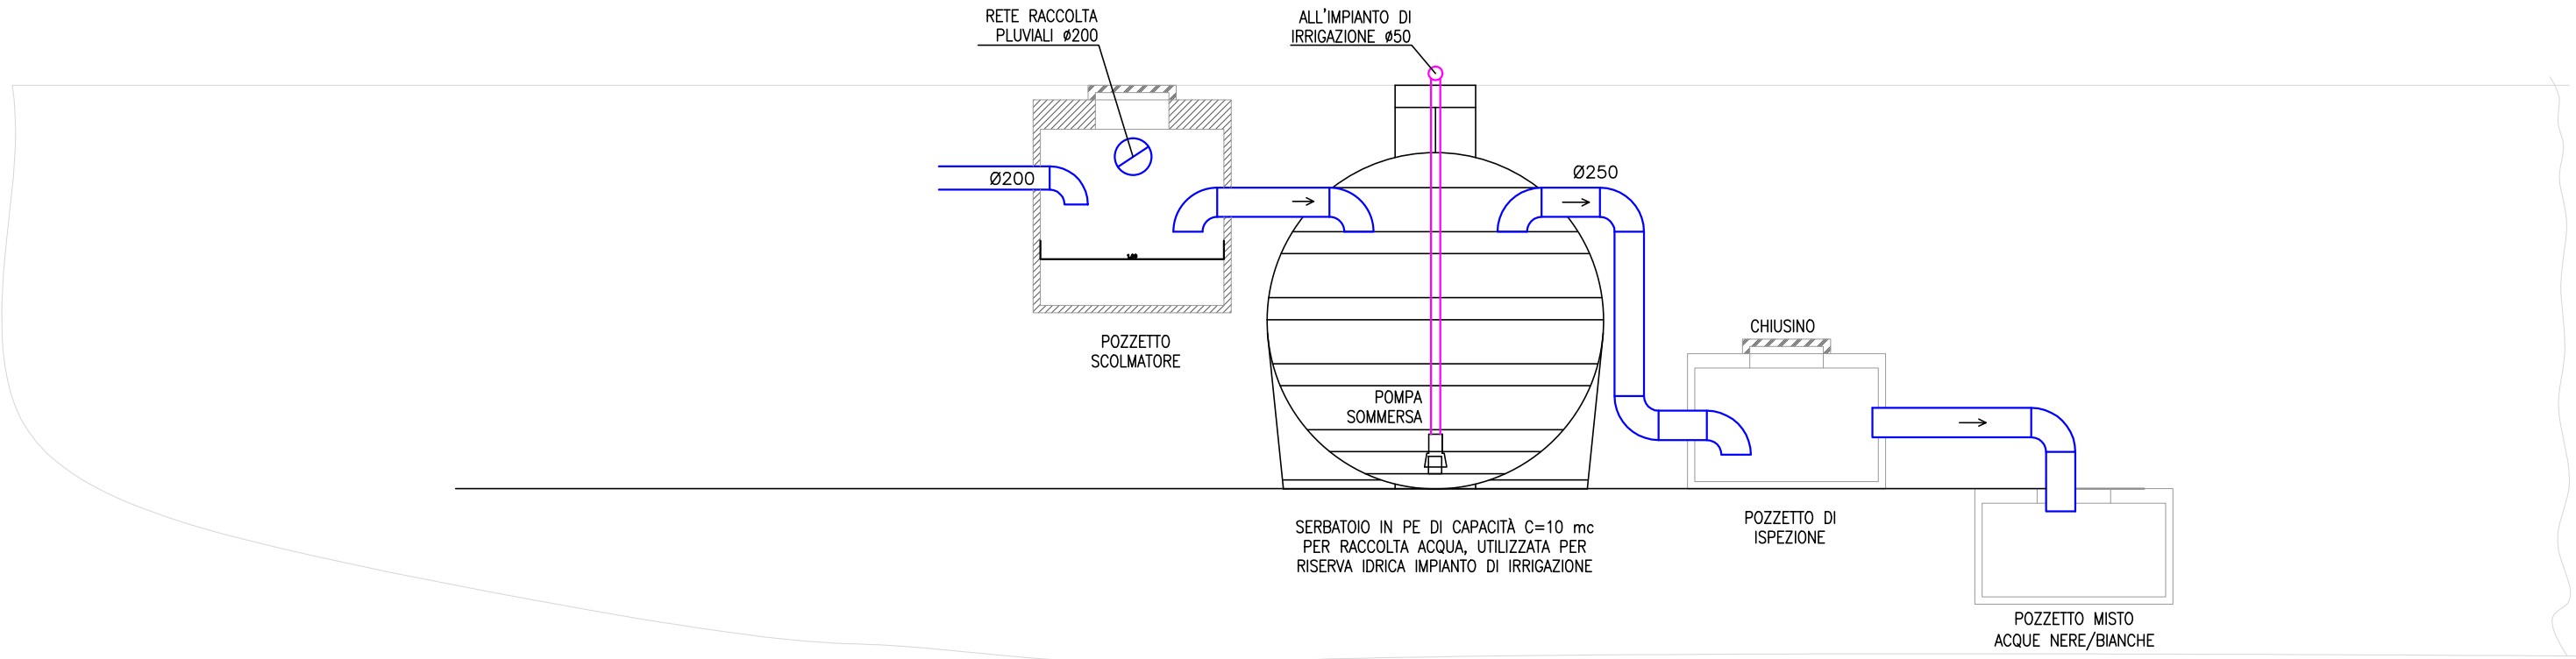 RETE RACCOLTA
PLUVIALI ø200
ALL'IMPIANTO DI
IRRIGAZIONE ø50
Ø200
Ø250
POZZETTO
SCOLMATORE
CHIUSINO
POMPA
SOMMERSA
SERBATOIO IN PE DI CAPACITÀ C=10 mc
PER RACCOLTA ACQUA, UTILIZZATA PER
RISERVA IDRICA IMPIANTO DI IRRIGAZIONE
POZZETTO DI
ISPEZIONE
POZZETTO MISTO
ACQUE NERE/BIANCHE